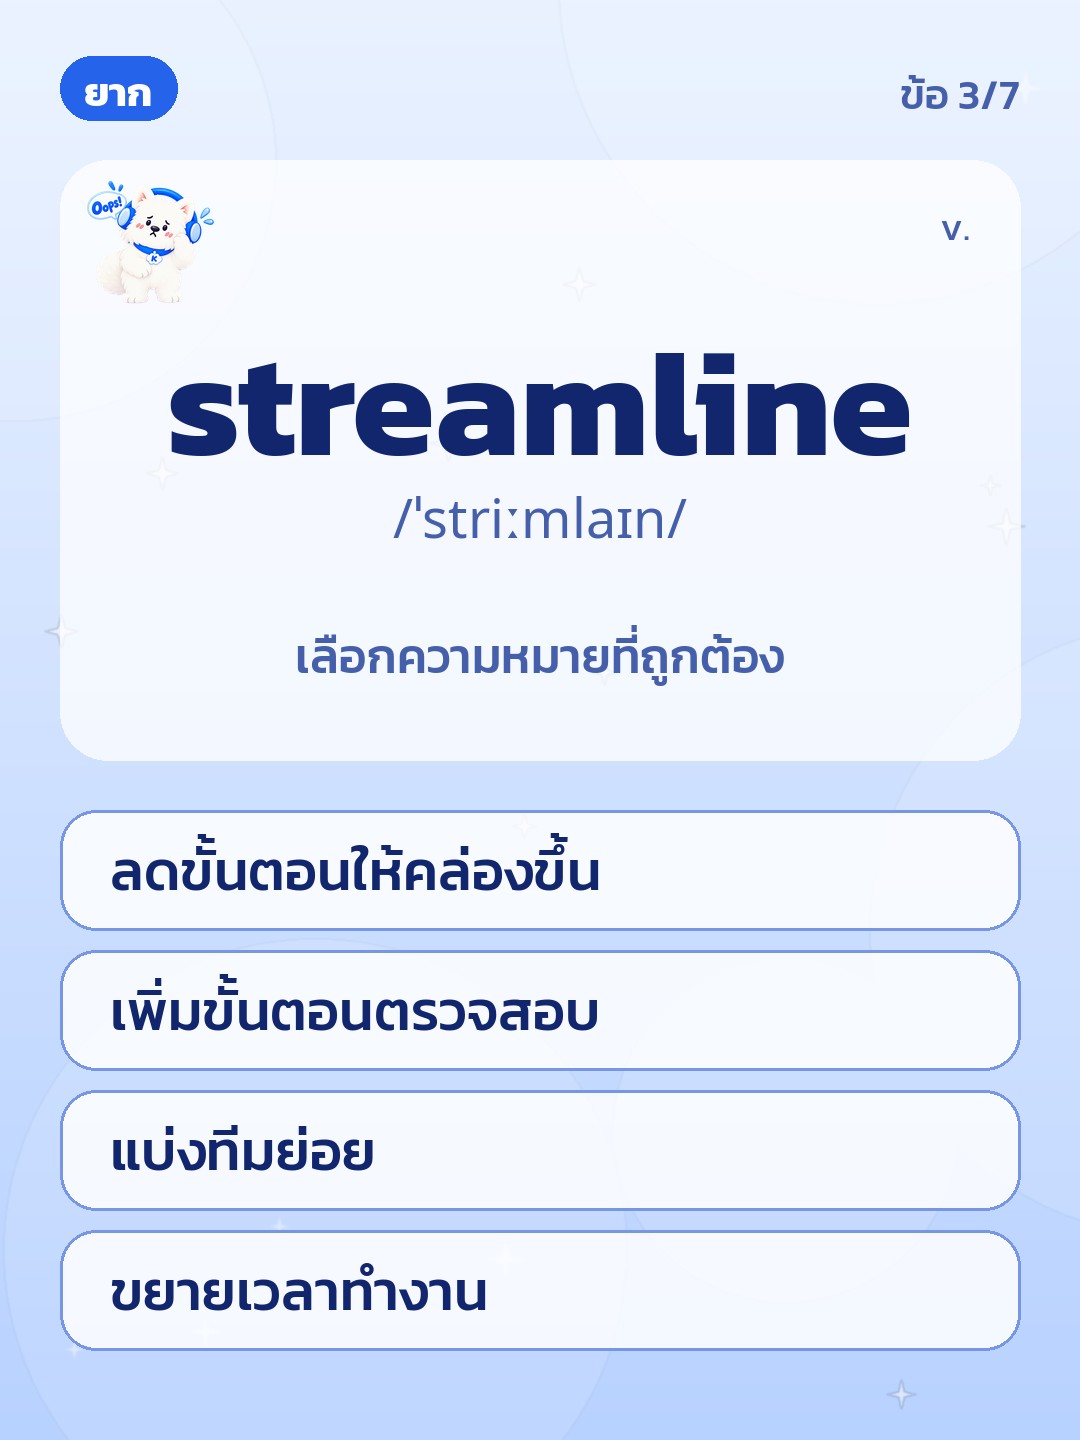 ยาก
ข้อ 3/7
Oops!
K
v.
streamline
/ˈstriːmlaɪn/
เลือกความหมายที่ถูกต้อง
ลดขั้นตอนให้คล่องขึ้น
เพิ่มขั้นตอนตรวจสอบ
แบ่งทีมย่อย
ขยายเวลาทำงาน